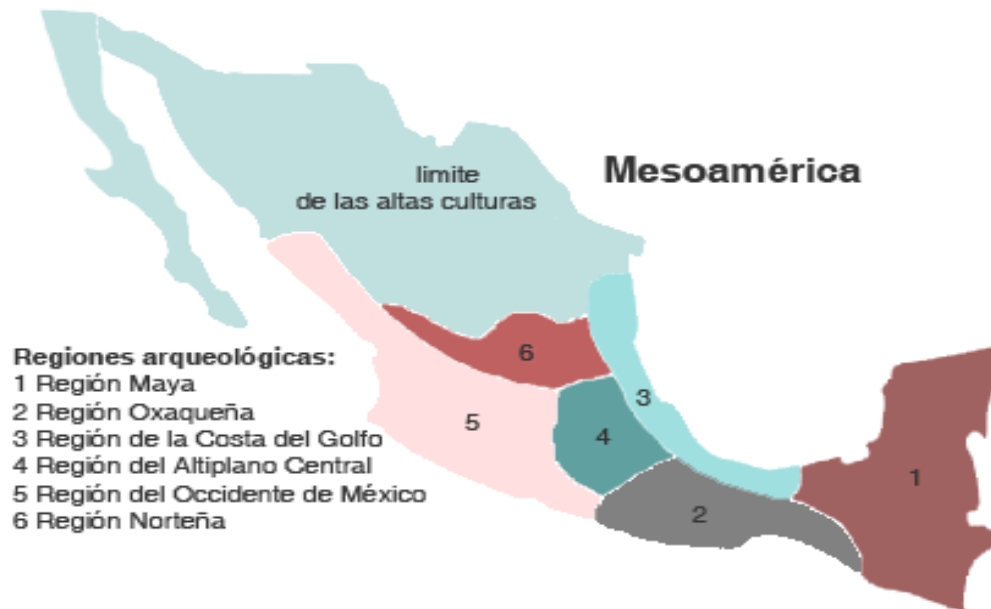 limite
de las altas culturas
Mesoamérica
Regiones arqueológicas:
1 Región Maya
2 Región Oxaqueña
3 Región de la Costa del Golfo
4 Región del Altiplano Central
5 Región del Occidente de México
6 Región Norteña
6
3
5
4
1
2